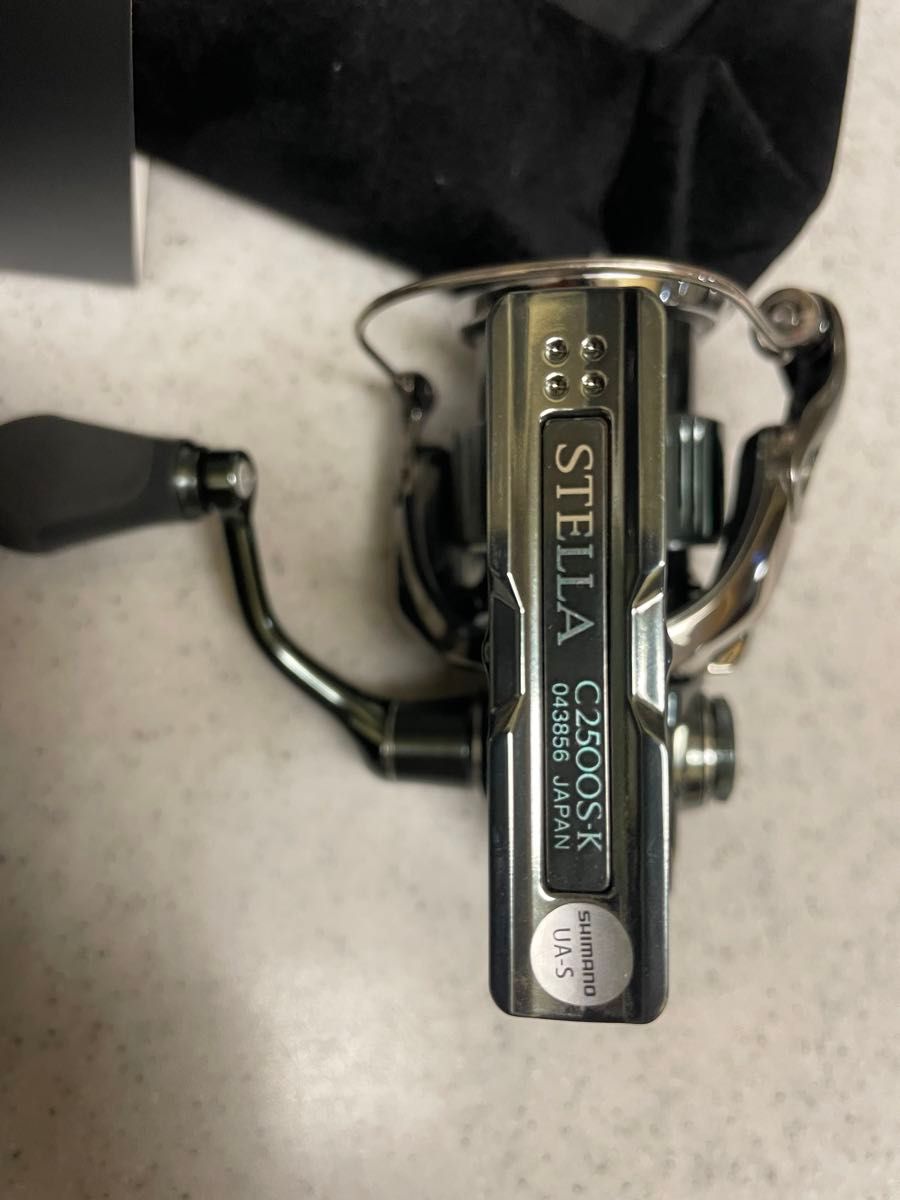 STELLA
C2500S-K
043856 JAPAN
SHIMANO
UA-S